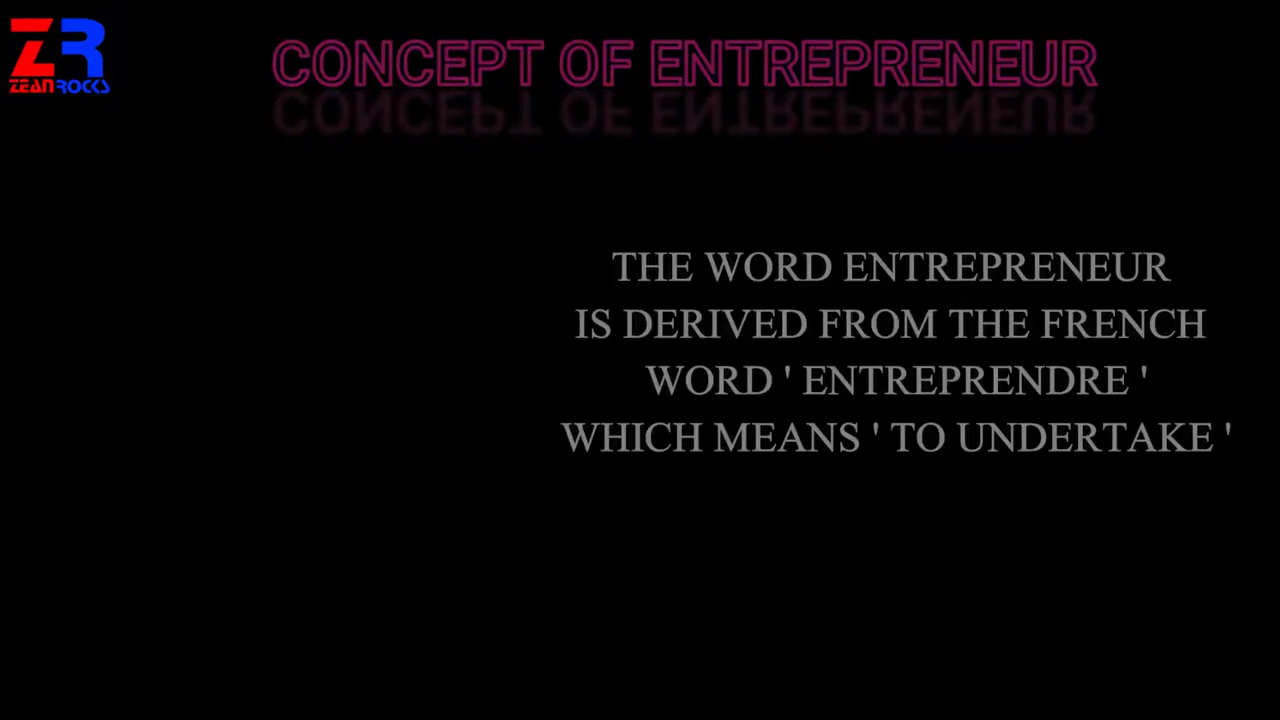 ZR
ZEAN ROCKS
CONCEPT OF ENTREPRENEUR
THE WORD ENTREPRENEUR
IS DERIVED FROM THE FRENCH
WORD ' ENTREPRENDRE '
WHICH MEANS ' TO UNDERTAKE '